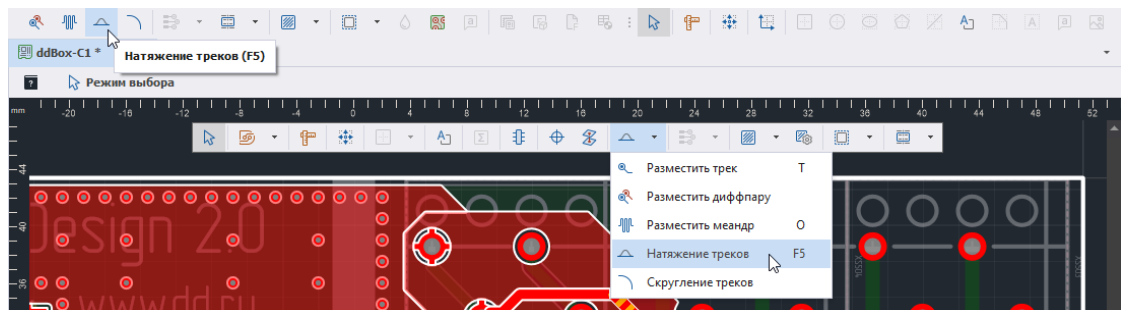 ddBox-C1 *
Натяжение треков (F5)
Режим выбора
mm -20 -16 -12 -8 -4 0 4 8 12 16 20 24 28 32 36 40 44 48 52
Разместить трек T
Разместить диффпару
Разместить меандр O
Натяжение треков F5
Скругление треков
-44
-40
-36
Design 2.0
www.dd.ru